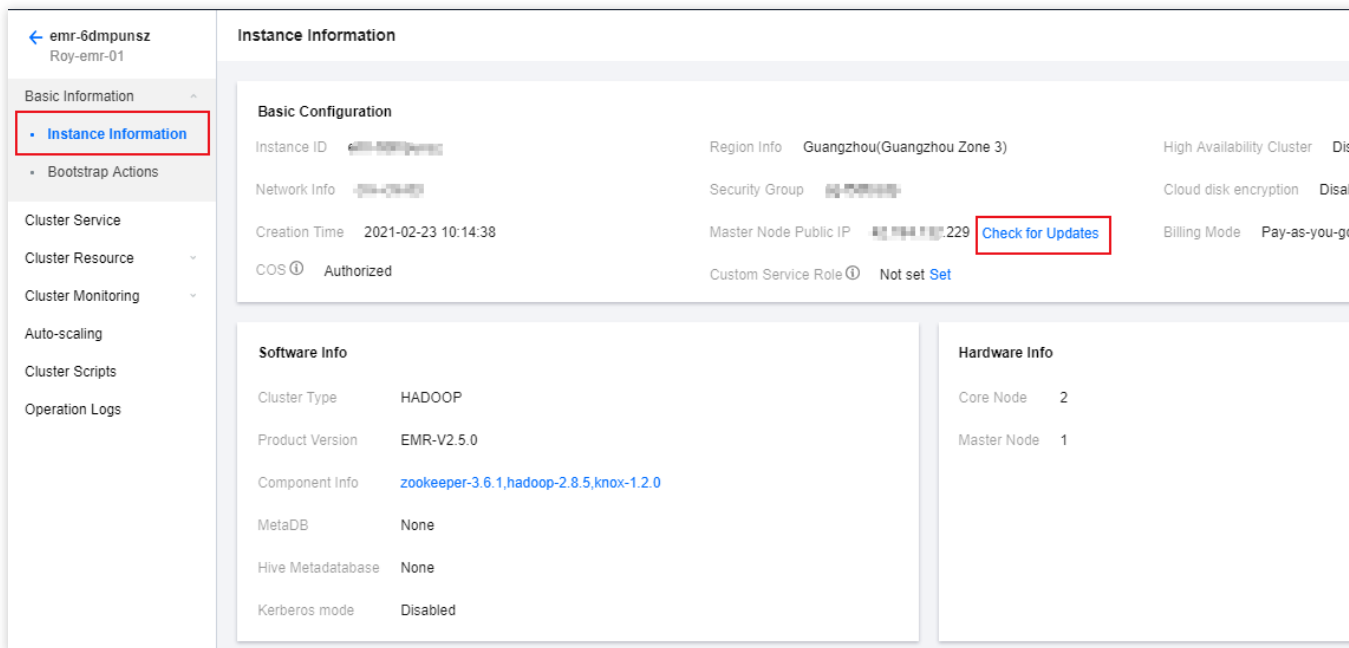 emr-6dmpunsz
Roy-emr-01
Basic Information
Instance Information
Bootstrap Actions
Cluster Service
Cluster Resource
Cluster Monitoring
Auto-scaling
Cluster Scripts
Operation Logs
Instance Information
Basic Configuration
Instance ID
Region Info Guangzhou(Guangzhou Zone 3)
High Availability Cluster
Network Info
Security Group
Cloud disk encryption
Creation Time 2021-02-23 10:14:38
Master Node Public IP .229 Check for Updates
Billing Mode Pay-as-you-go
COS Authorized
Custom Service Role Not set Set
Software Info
Cluster Type HADOOP
Product Version EMR-V2.5.0
Component Info zookeeper-3.6.1,hadoop-2.8.5,knox-1.2.0
MetaDB None
Hive Metadatabase None
Kerberos mode Disabled
Hardware Info
Core Node 2
Master Node 1